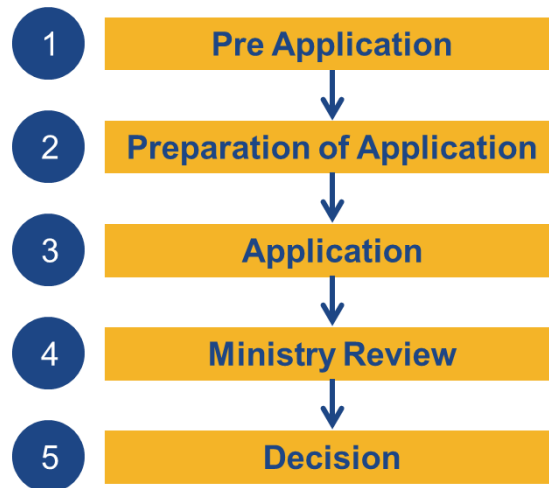 1 Pre Application
2 Preparation of Application
3 Application
4 Ministry Review
5 Decision